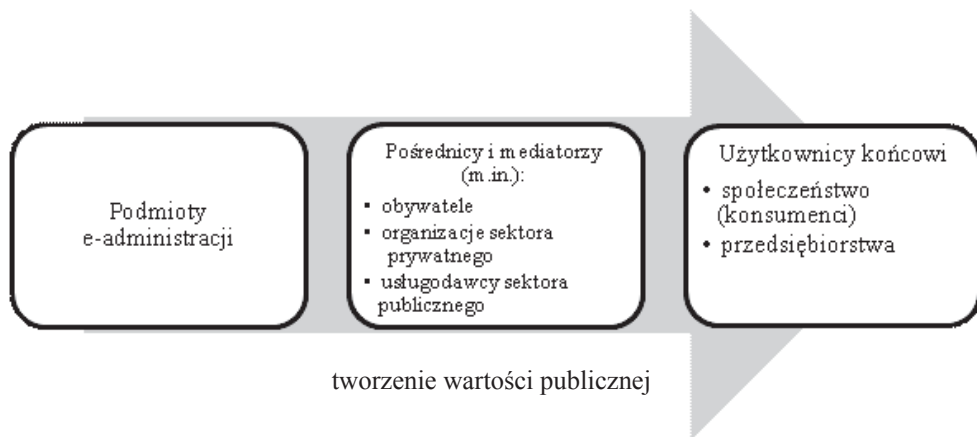 Podmioty
e-administracji
Pośrednicy i mediatorzy
(m.in.):
▪ obywatele
▪ organizacje sektora
prywatnego
▪ usługodawcy sektora
publicznego
Użytkownicy końcowi
• społeczeństwo
(konsumenci)
• przedsiębiorstwa
tworzenie wartości publicznej